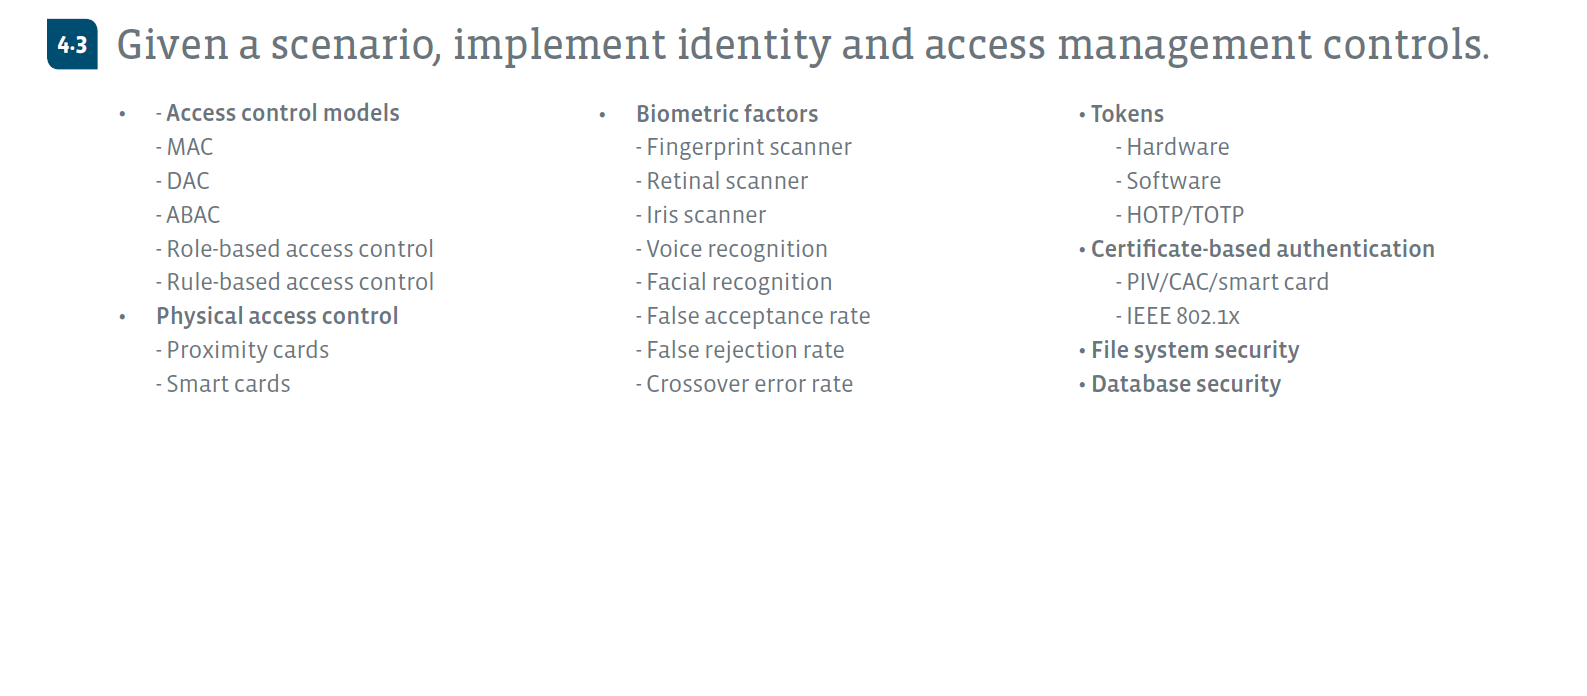 4.3 Given a scenario, implement identity and access management controls.
• - Access control models
- MAC
- DAC
- ABAC
- Role-based access control
- Rule-based access control
• Physical access control
- Proximity cards
- Smart cards
• Biometric factors
- Fingerprint scanner
- Retinal scanner
- Iris scanner
- Voice recognition
- Facial recognition
- False acceptance rate
- False rejection rate
- Crossover error rate
• Tokens
- Hardware
- Software
- HOTP/TOTP
• Certificate-based authentication
- PIV/CAC/smart card
- IEEE 802.1x
• File system security
• Database security